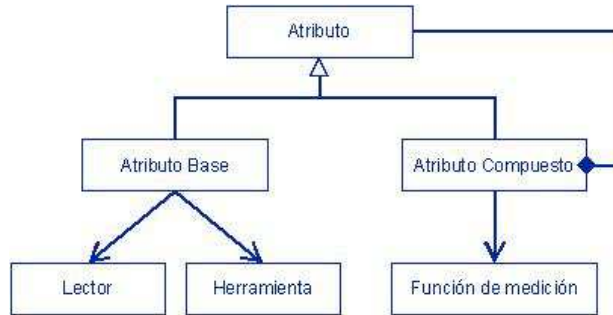 Atributo
Atributo Base
Atributo Compuesto
Lector
Herramienta
Función de medición